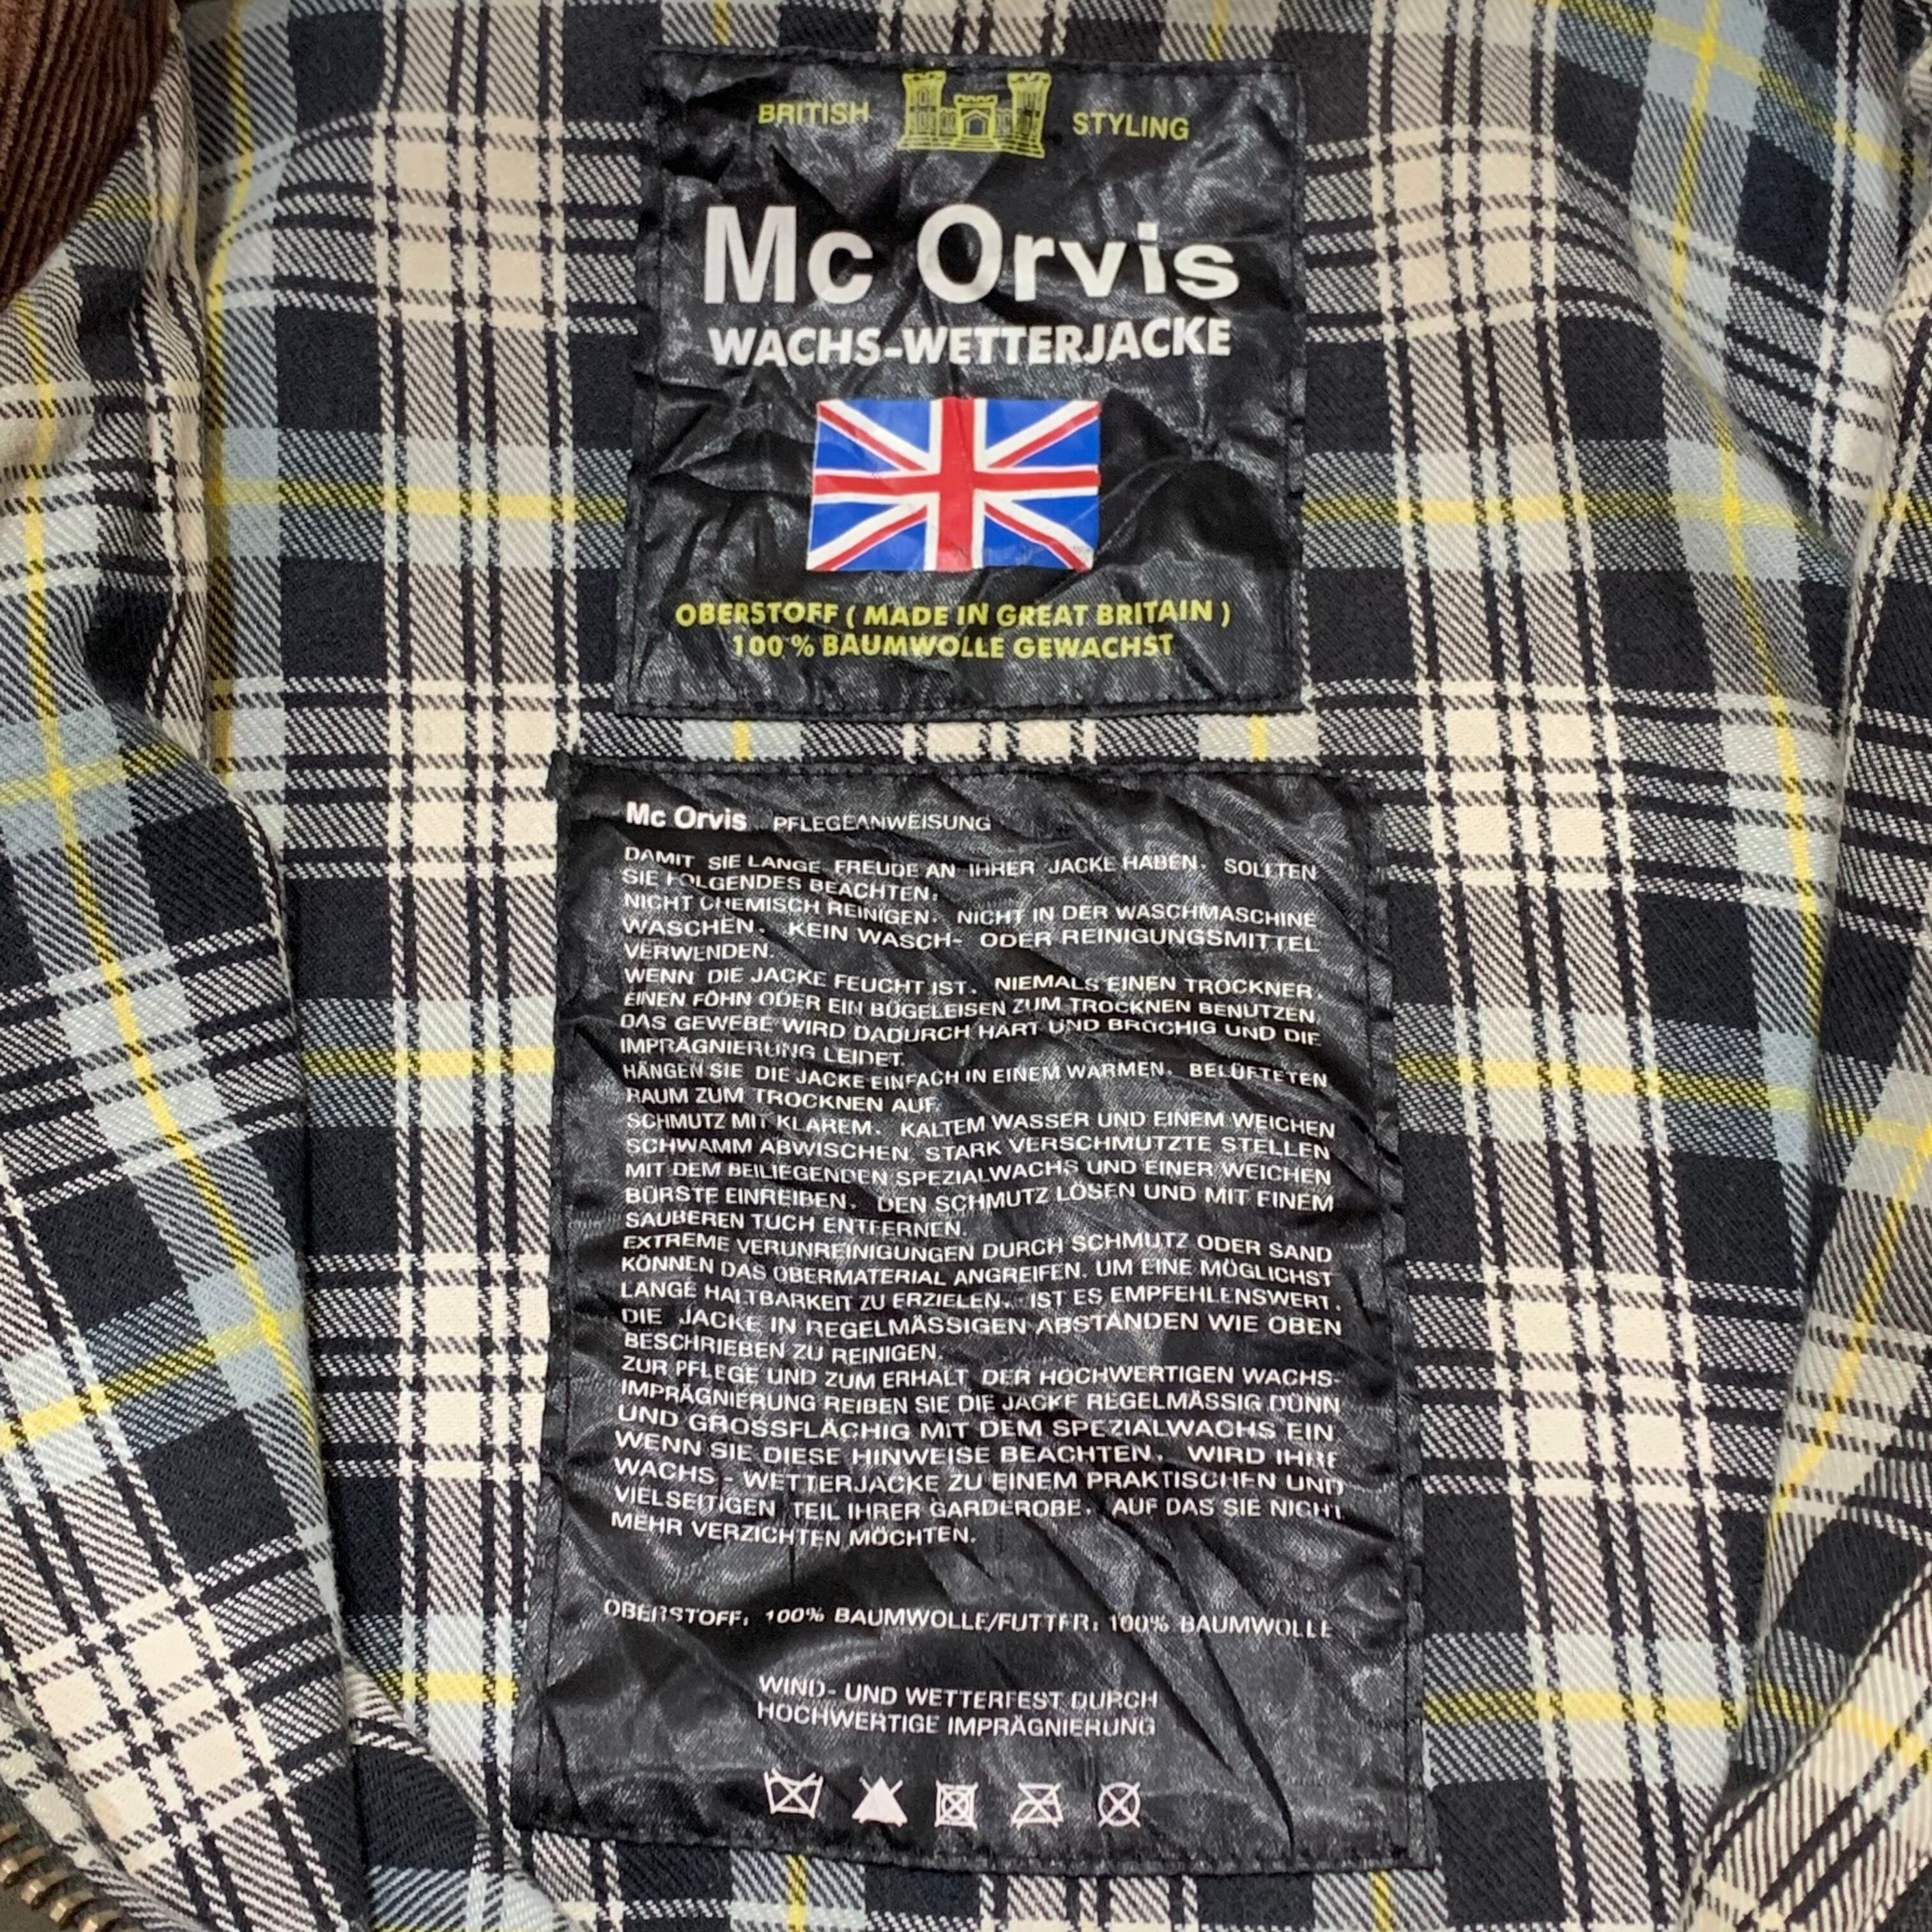 BRITISH STYLING
Mc Orvis
WACHS-WETTERJACKE
OBERSTOFF ( MADE IN GREAT BRITAIN )
100 % BAUMWOLLE GEWACHST
Mc Orvis PFLEGEANWEISUNG
DAMIT SIE LANGE FREUDE AN IHRER JACKE HABEN, SOLLTEN
SIE FOLGENDES BEACHTEN:
NICHT CHEMISCH REINIGEN. NICHT IN DER WASCHMASCHINE
WASCHEN. KEIN WASCH- ODER REINIGUNGSMITTEL
VERWENDEN.
WENN DIE JACKE FEUCHT IST, NIEMALS EINEN TROCKNER,
EINEN FÖHN ODER EIN BÜGELEISEN ZUM TROCKNEN BENUTZEN,
DAS GEWEBE WIRD DADURCH HART UND BRÜCHIG UND DIE
IMPRÄGNIERUNG LEIDET.
HÄNGEN SIE DIE JACKE EINFACH IN EINEM WARMEN, BELÜFTETEN
RAUM ZUM TROCKNEN AUF.
SCHMUTZ MIT KLAREM, KALTEM WASSER UND EINEM WEICHEN
SCHWAMM ABWISCHEN. STARK VERSCHMUTZTE STELLEN
MIT DEM BEILIEGENDEN SPEZIALWACHS UND EINER WEICHEN
BÜRSTE EINREIBEN, DEN SCHMUTZ LÖSEN UND MIT EINEM
SAUBEREN TUCH ENTFERNEN.
EXTREME VERUNREINIGUNGEN DURCH SCHMUTZ ODER SAND
KÖNNEN DAS OBERMATERIAL ANGREIFEN. UM EINE MÖGLICHST
LANGE HALTBARKEIT ZU ERZIELEN, IST ES EMPFEHLENSWERT,
DIE JACKE IN REGELMÄSSIGEN ABSTÄNDEN WIE OBEN
BESCHRIEBEN ZU REINIGEN.
ZUR PFLEGE UND ZUM ERHALT DER HOCHWERTIGEN WACHS-
IMPRÄGNIERUNG REIBEN SIE DIE JACKE REGELMÄSSIG DÜNN
UND GROSSFLÄCHIG MIT DEM SPEZIALWACHS EIN
WENN SIE DIESE HINWEISE BEACHTEN, WIRD IHRE
WACHS - WETTERJACKE ZU EINEM PRAKTISCHEN UND
VIELSEITIGEN TEIL IHRER GARDEROBE, AUF DAS SIE NICHT
MEHR VERZICHTEN MÖCHTEN.
OBERSTOFF: 100% BAUMWOLLE/FUTTER: 100% BAUMWOLLE
WIND- UND WETTERFEST DURCH
HOCHWERTIGE IMPRÄGNIERUNG